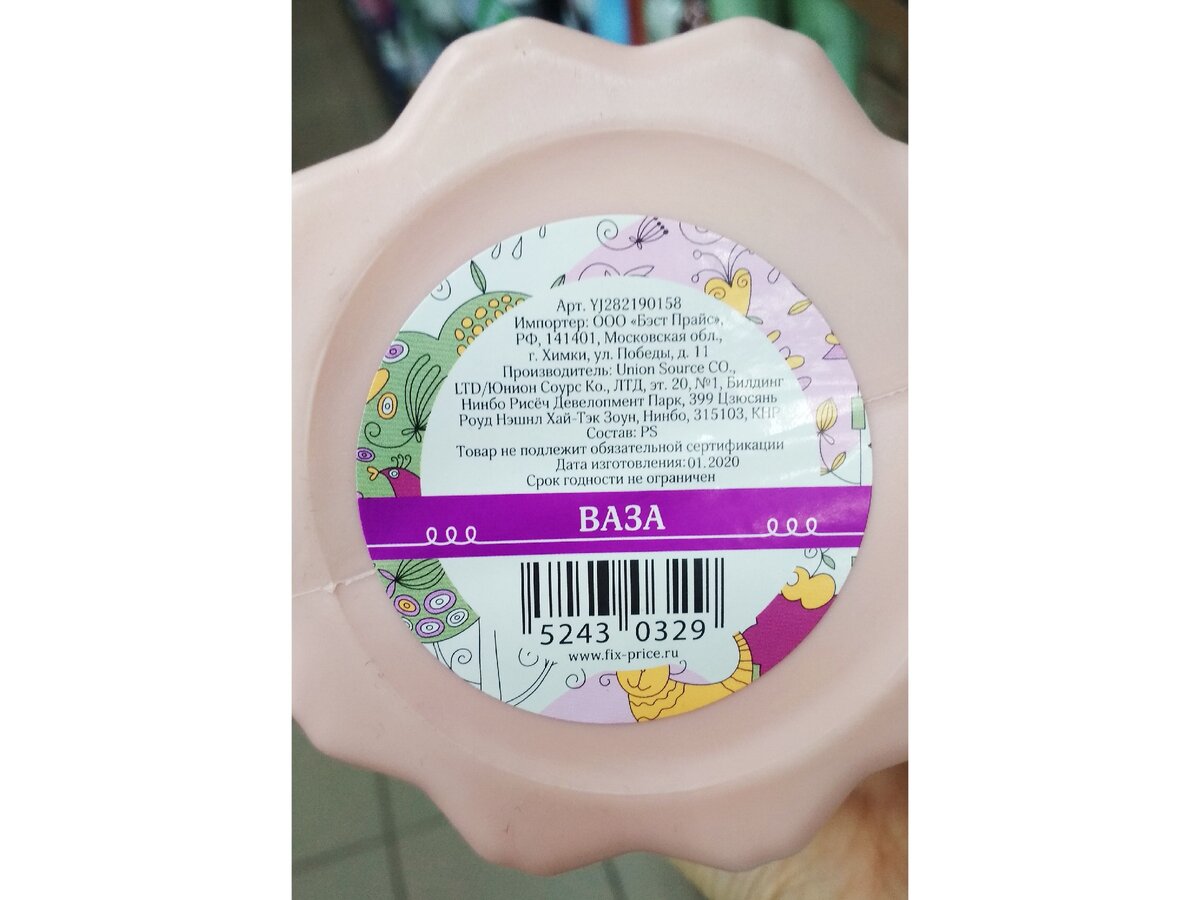 Арт. YJ282190158
Импортер: ООО «Бэст Прайс»,
РФ, 141401, Московская обл.,
г. Химки, ул. Победы, д. 11
Производитель: Union Source CO.,
LTD/Юнион Соурс Ко., ЛТД, эт. 20, №1, Билдинг
Нинбо Рисёч Девелопмент Парк, 399 Цзюсянь
Роуд Нэшнл Хай-Тэк Зоун, Нинбо, 315103, КНР
Состав: PS
Товар не подлежит обязательной сертификации
Дата изготовления: 01.2020
Срок годности не ограничен
ВАЗА
5243 0329
www.fix-price.ru